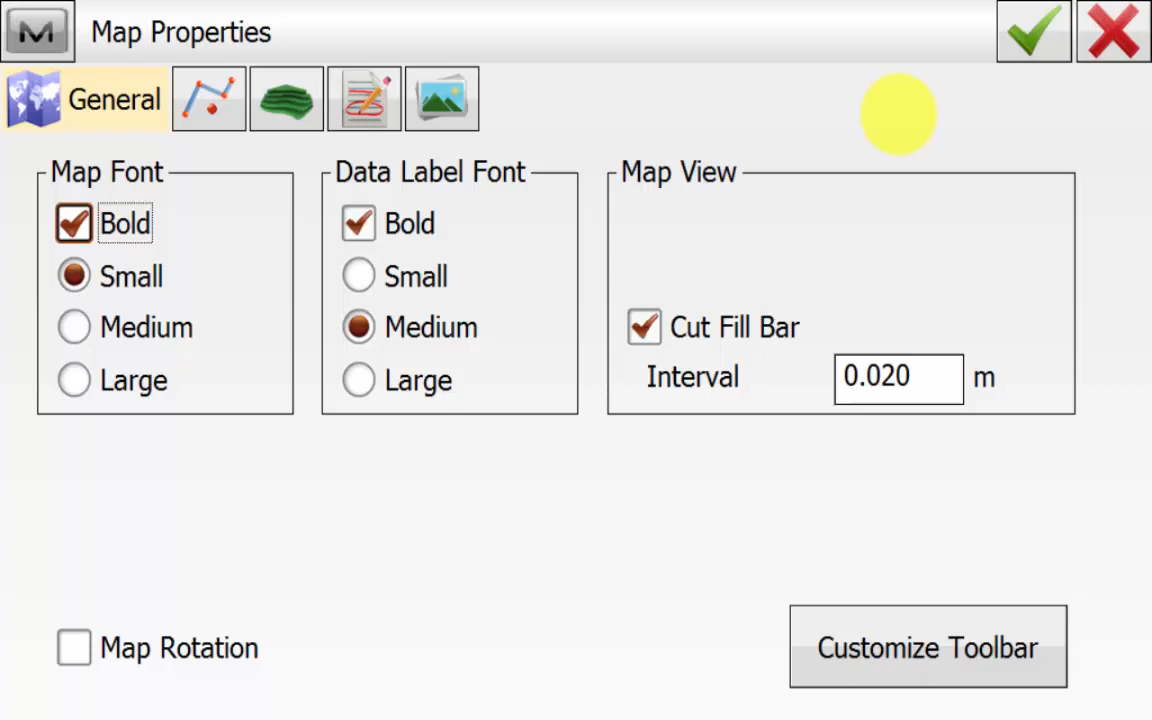 M Map Properties
General
Map Font
Bold
Small
Medium
Large
Data Label Font
Bold
Small
Medium
Large
Map View
Cut Fill Bar
Interval 0.020 m
Map Rotation
Customize Toolbar